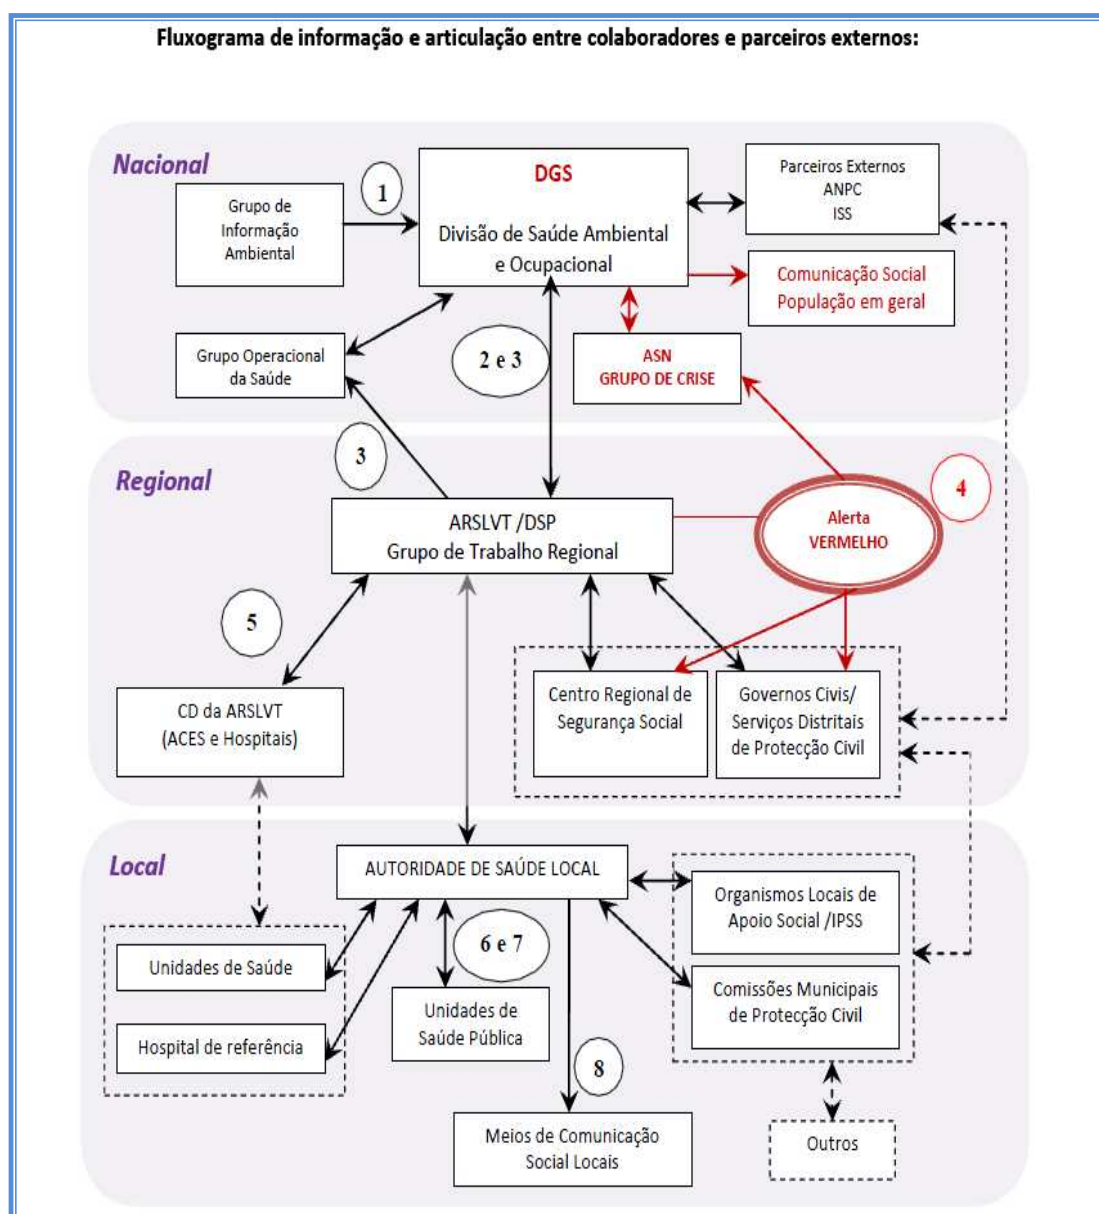 Fluxograma de informação e articulação entre colaboradores e parceiros externos:
Nacional
Grupo de
Informação
Ambiental
1
DGS
Divisão de Saúde Ambiental
e Ocupacional
Parceiros Externos
ANPC
ISS
Comunicação Social
População em geral
Grupo Operacional
da Saúde
2 e 3
ASN
GRUPO DE CRISE
3
Regional
4
ARSLVT /DSP
Grupo de Trabalho Regional
Alerta
VERMELHO
5
CD da ARSLVT
(ACES e Hospitais)
Centro Regional de
Segurança Social
Governos Civis/
Serviços Distritais
de Protecção Civil
Local
AUTORIDADE DE SAÚDE LOCAL
Organismos Locais de
Apoio Social /IPSS
6 e 7
Unidades de Saúde
Unidades de
Saúde Pública
Comissões Municipais
de Protecção Civil
Hospital de referência
8
Meios de Comunicação
Social Locais
Outros